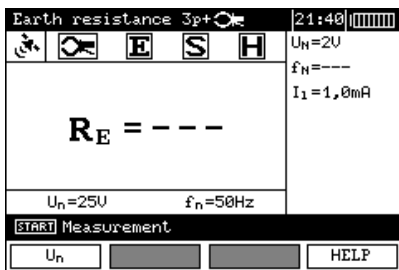 Earth resistance 3p+ 21:40
E S H
U_N=2V
f_N=---
I_1=1,0mA
R_E = ---
U_n=25V f_n=50Hz
START Measurement
U_n HELP